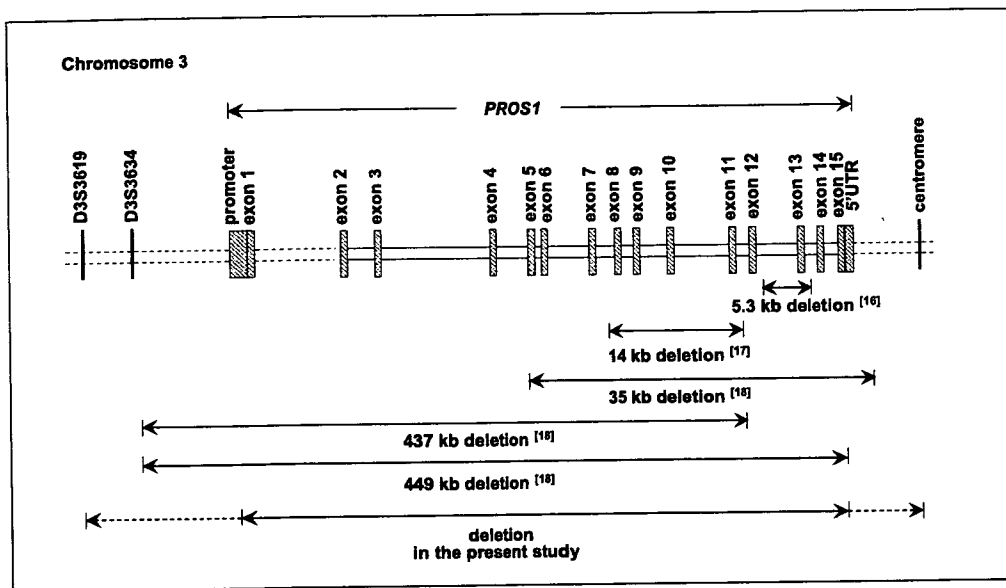 Chromosome 3
PROS1
D3S3619
D3S3634
promoter
exon 1
exon 2
exon 3
exon 4
exon 5
exon 6
exon 7
exon 8
exon 9
exon 10
exon 11
exon 12
exon 13
exon 14
exon 15
5'UTR
centromere
5.3 kb deletion [16]
14 kb deletion [17]
35 kb deletion [18]
437 kb deletion [18]
449 kb deletion [18]
deletion
in the present study